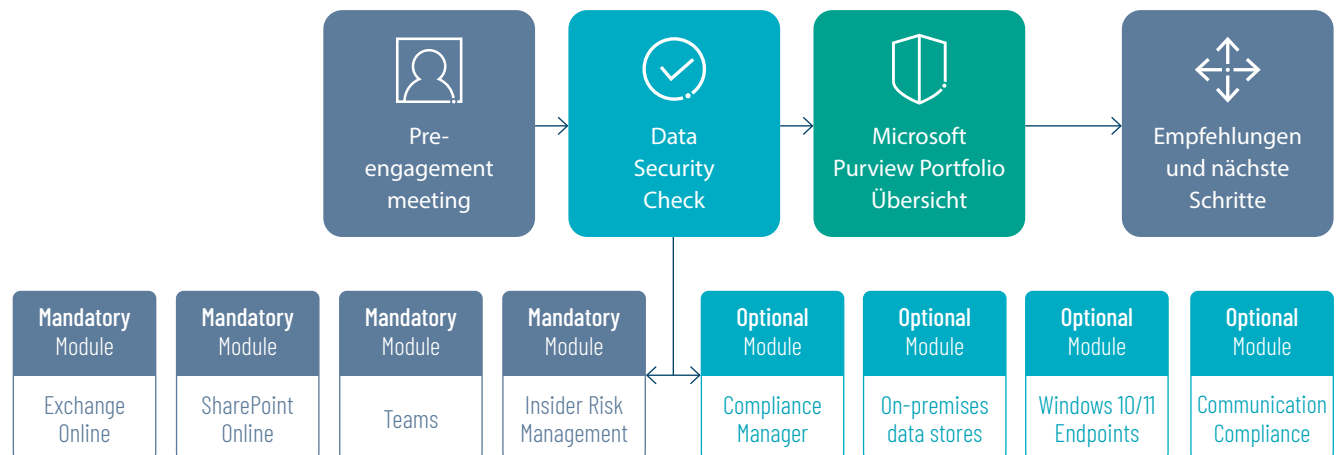 Pre-
engagement
meeting
Data
Security
Check
Microsoft
Purview Portfolio
Übersicht
Empfehlungen
und nächste
Schritte
Mandatory
Module
Exchange
Online
Mandatory
Module
SharePoint
Online
Mandatory
Module
Teams
Mandatory
Module
Insider Risk
Management
Optional
Module
Compliance
Manager
Optional
Module
On-premises
data stores
Optional
Module
Windows 10/11
Endpoints
Optional
Module
Communication
Compliance